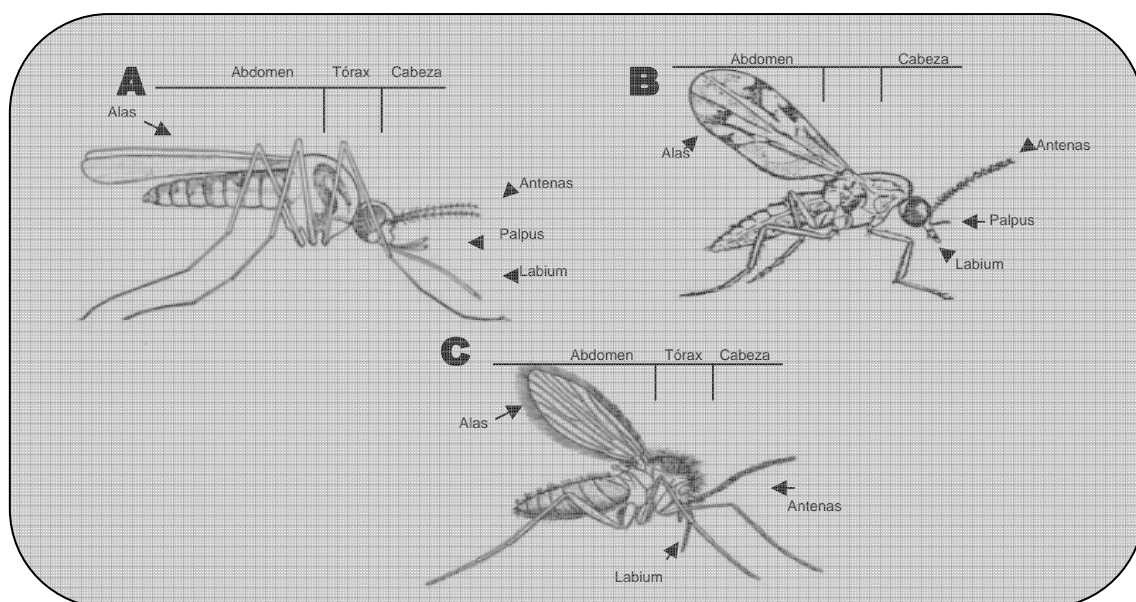 A
Abdomen Tórax Cabeza
Alas
Antenas
Palpus
Labium
B
Abdomen Cabeza
Alas
Antenas
Palpus
Labium
C
Abdomen Tórax Cabeza
Alas
Antenas
Labium